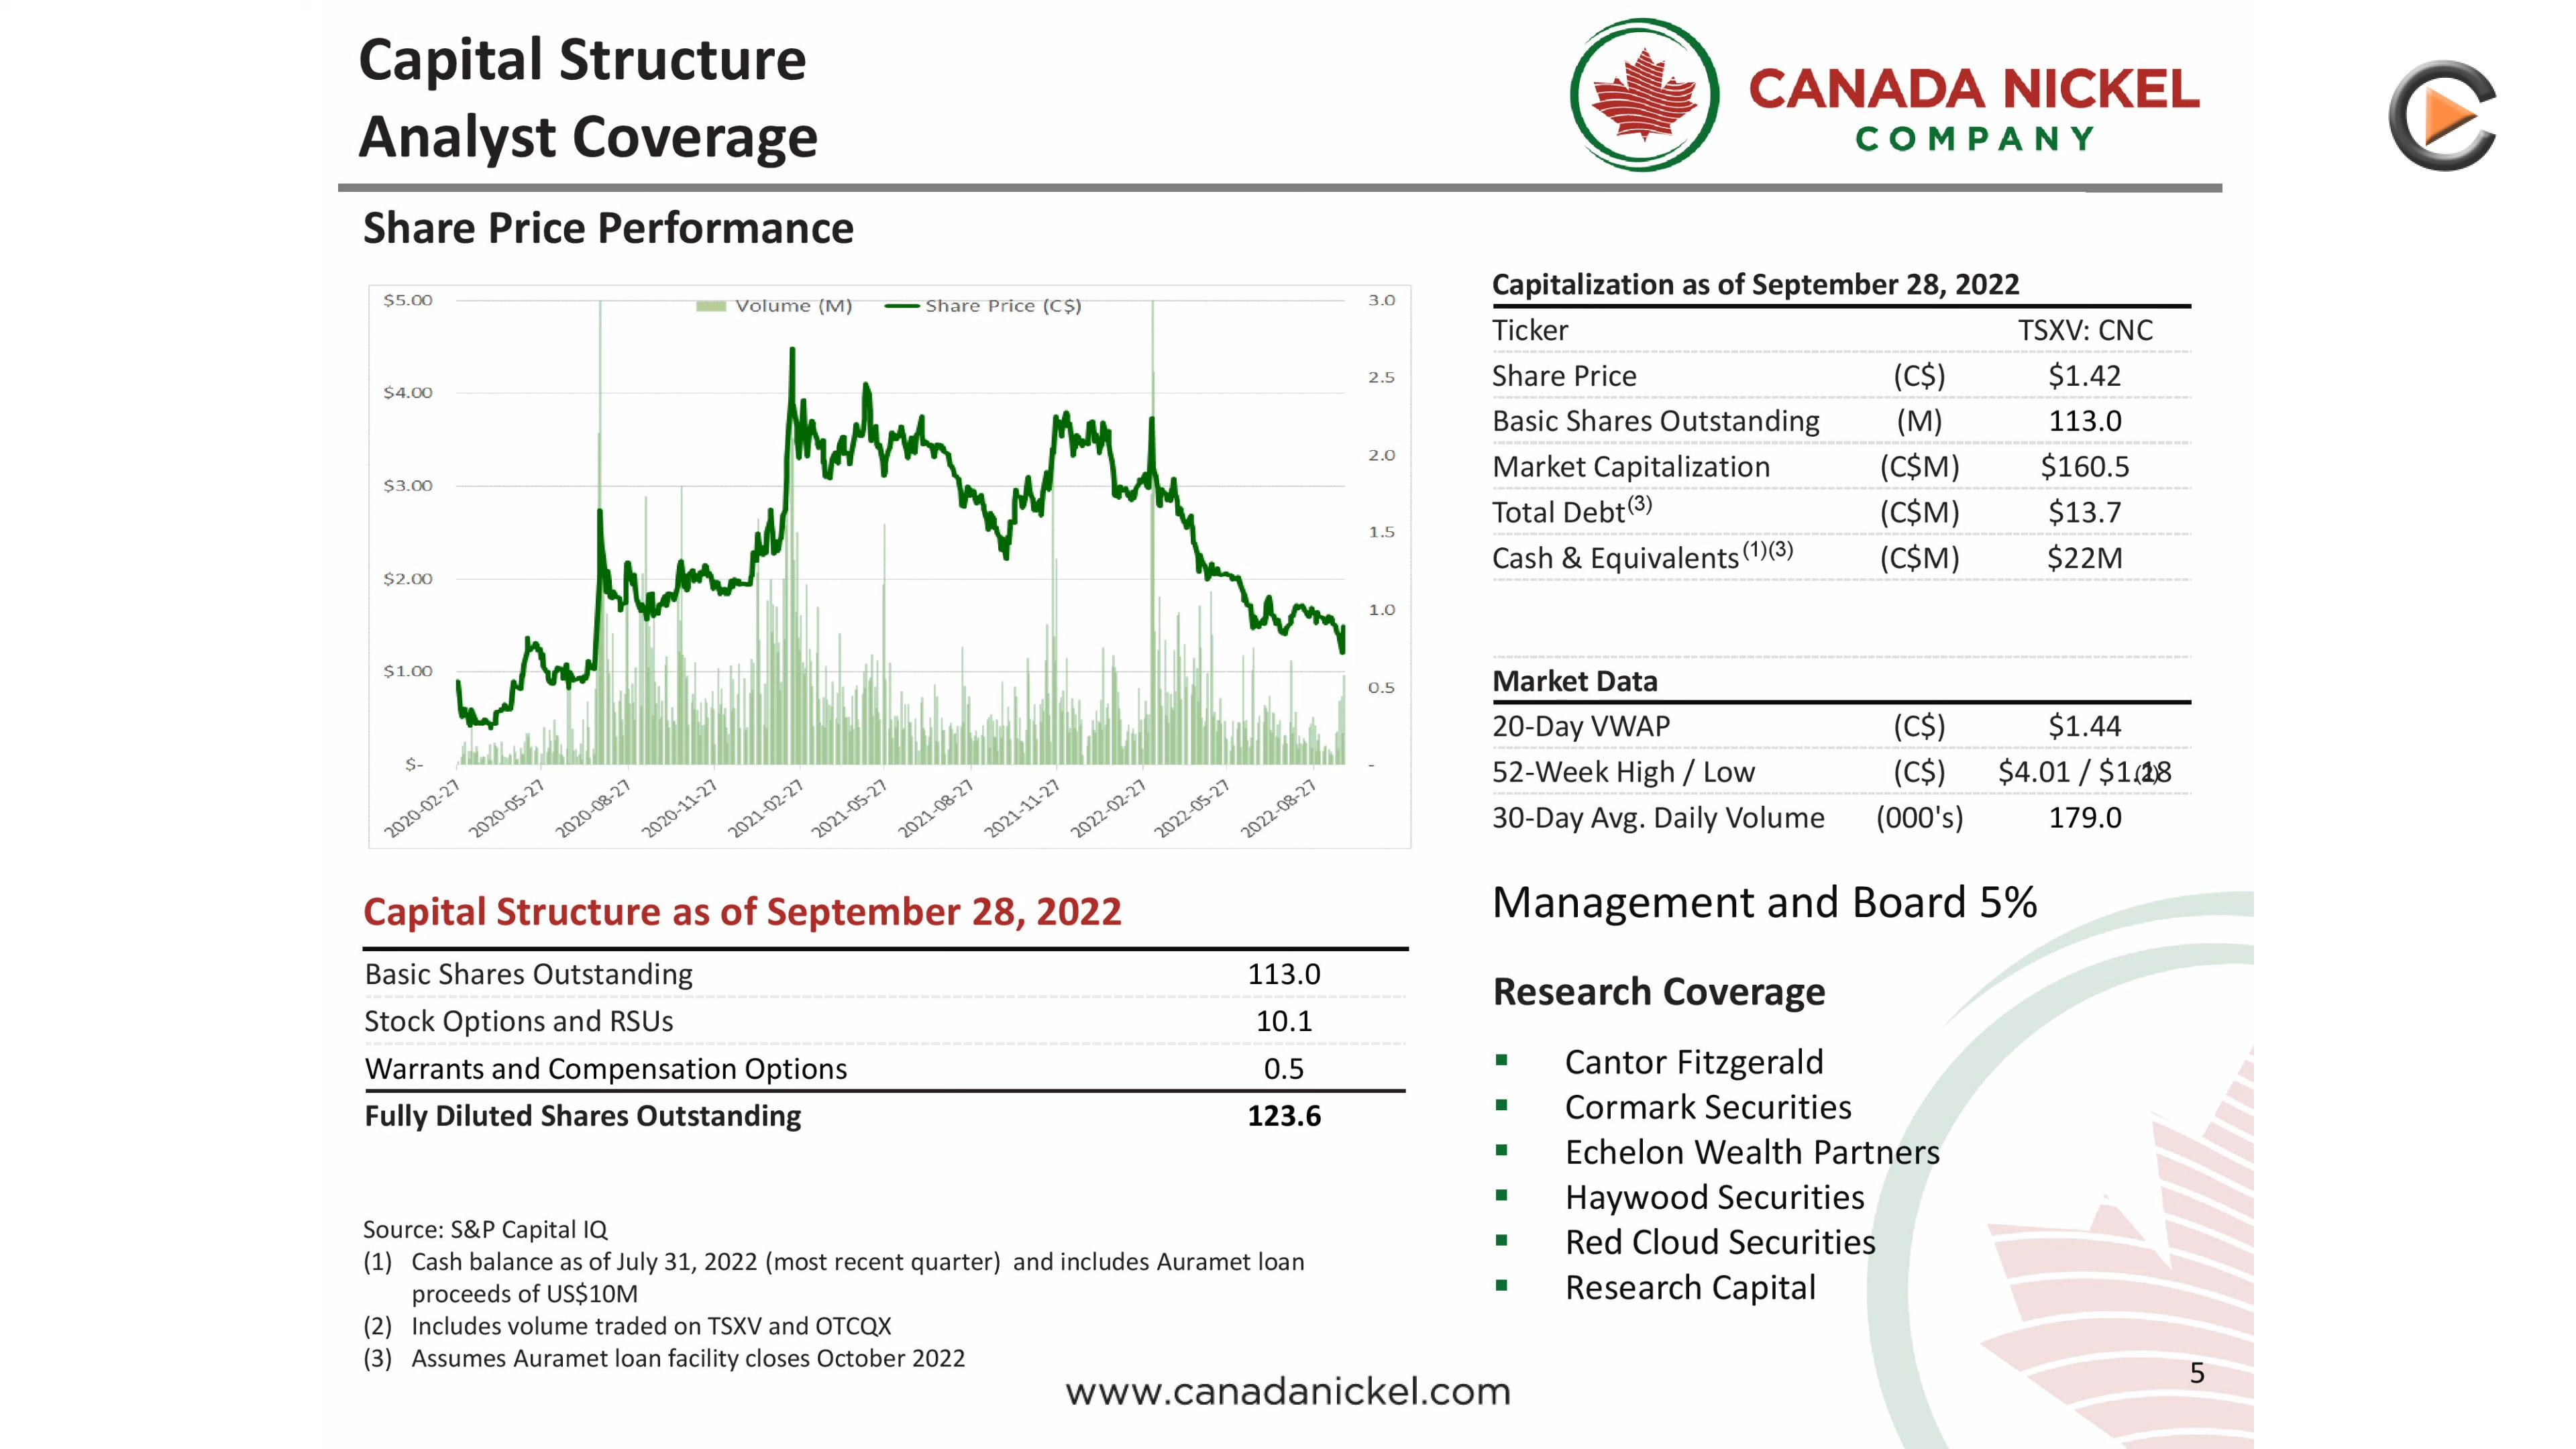 Capital Structure
Analyst Coverage
CANADA NICKEL
COMPANY
Share Price Performance
Volume (M) Share Price (C$)
$5.00
$4.00
$3.00
$2.00
$1.00
$-
3.0
2.5
2.0
1.5
1.0
0.5
-
2020-02-27 2020-05-27 2020-08-27 2020-11-27 2021-02-27 2021-05-27 2021-08-27 2021-11-27 2022-02-27 2022-05-27 2022-08-27
Capitalization as of September 28, 2022
Ticker TSXV: CNC
Share Price (C$) $1.42
Basic Shares Outstanding (M) 113.0
Market Capitalization (C$M) $160.5
Total Debt(3) (C$M) $13.7
Cash & Equivalents(1)(3) (C$M) $22M
Market Data
20-Day VWAP (C$) $1.44
52-Week High / Low (C$) $4.01 /
30-Day Avg. Daily Volume (000's) 179.0
Capital Structure as of September 28, 2022
Basic Shares Outstanding 113.0
Stock Options and RSUs 10.1
Warrants and Compensation Options 0.5
Fully Diluted Shares Outstanding 123.6
Management and Board 5%
Research Coverage
▪ Cantor Fitzgerald
▪ Cormark Securities
▪ Echelon Wealth Partners
▪ Haywood Securities
▪ Red Cloud Securities
▪ Research Capital
Source: S&P Capital IQ
(1) Cash balance as of July 31, 2022 (most recent quarter) and includes Auramet loan
proceeds of US$10M
(2) Includes volume traded on TSXV and OTCQX
(3) Assumes Auramet loan facility closes October 2022
www.canadanickel.com
5